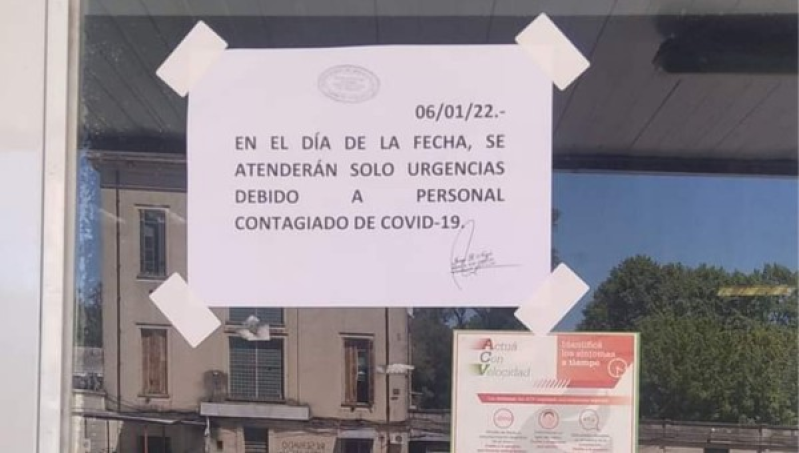 06/01/22.-
EN EL DÍA DE LA FECHA, SE
ATENDERÁN SOLO URGENCIAS
DEBIDO A PERSONAL
CONTAGIADO DE COVID-19.
Actuá
Con
Velocidad
Identificá
los síntomas
a tiempo